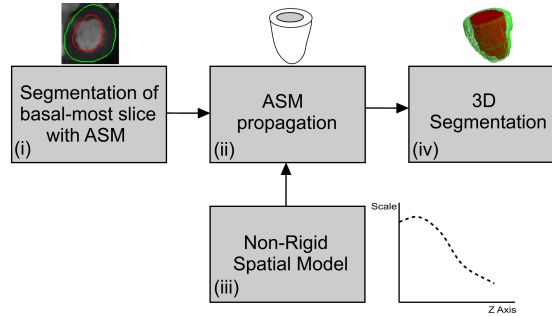 Segmentation of
basal-most slice
with ASM
(i)
ASM
propagation
(ii)
3D
Segmentation
(iv)
Non-Rigid
Spatial Model
(iii)
Scale
Z Axis